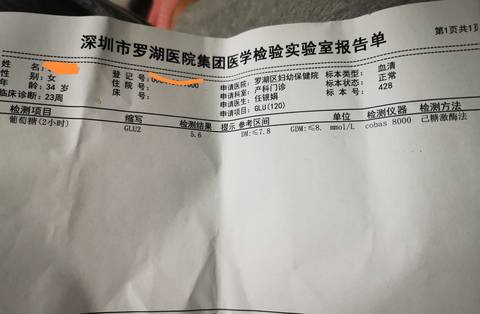 深圳市罗湖医院集团医学检验实验室报告单 第1页共1
姓 名: 登记号: 申请医院: 罗湖区妇幼保健院 标本类型: 血清
性 别: 女 住院号: 申请科室: 产科门诊 标本状态: 正常
年 龄: 34 岁 床 号: 申请医生: 任银娟 标本号: 428
临床诊断: 23周 申请项目: GLU(120)
检测项目 缩写 检测结果 提示 参考区间 单位 检测仪器 检测方法
葡萄糖(2小时) GLU2 5.6 DM:≤7.8 GDM:≤8. mmol/L cobas 8000 己糖激酶法